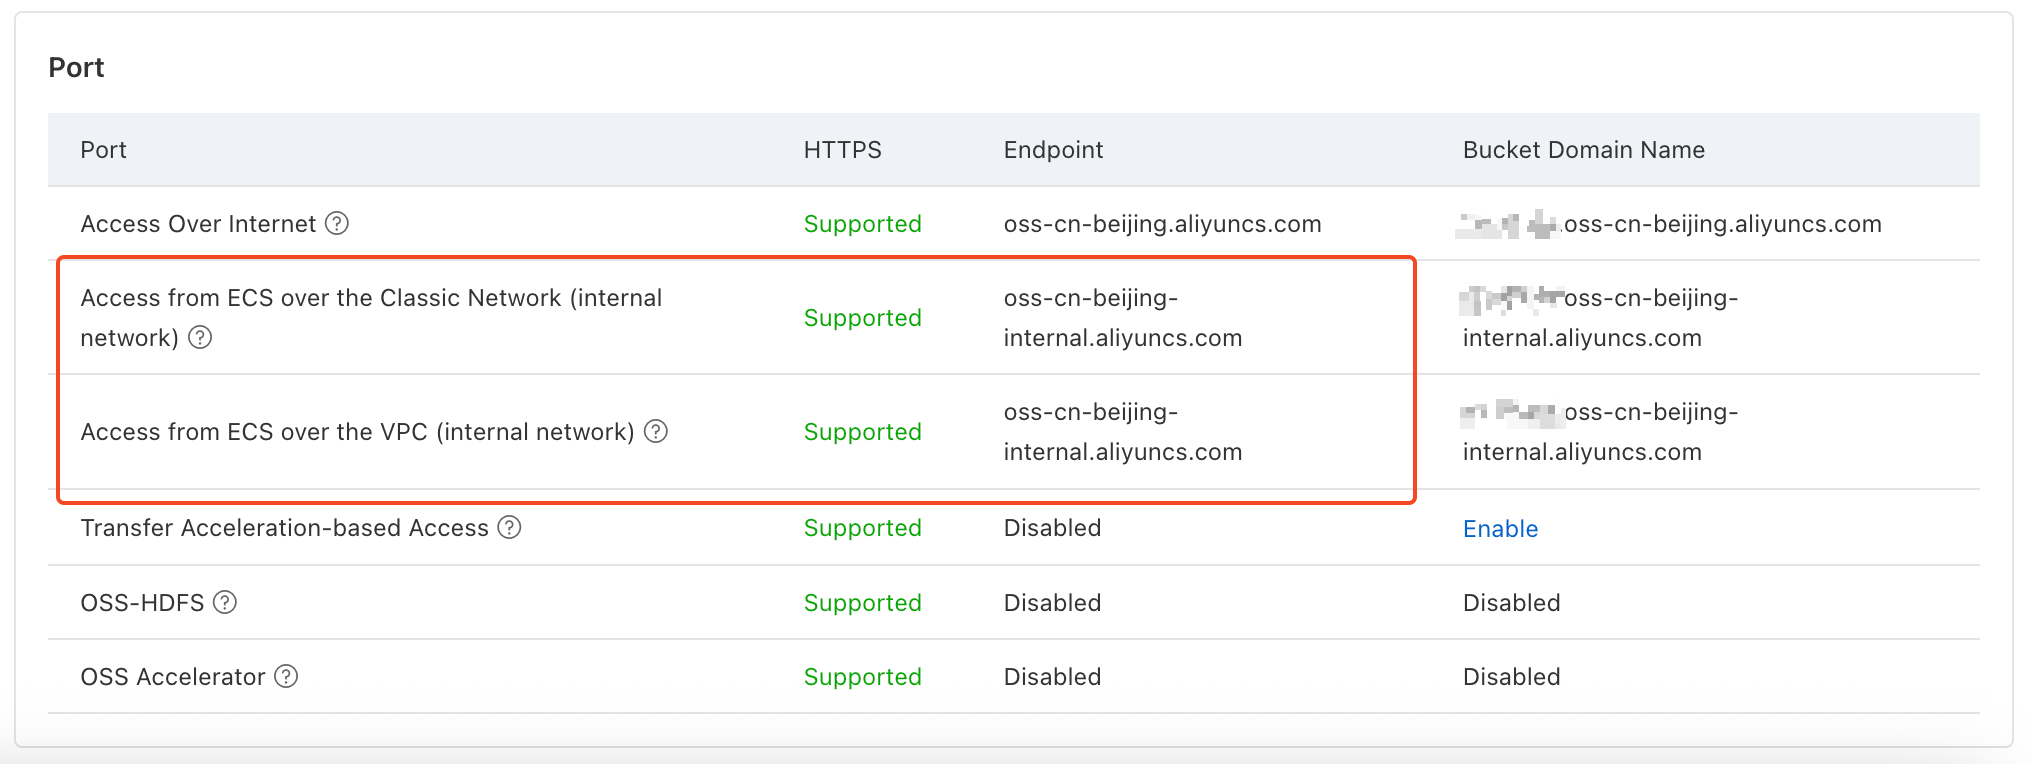 Port
Port HTTPS Endpoint Bucket Domain Name
Access Over Internet Supported oss-cn-beijing.aliyuncs.com .oss-cn-beijing.aliyuncs.com
Access from ECS over the Classic Network (internal
network)
Supported
oss-cn-beijing-
internal.aliyuncs.com
oss-cn-beijing-
internal.aliyuncs.com
Access from ECS over the VPC (internal network)
Supported
oss-cn-beijing-
internal.aliyuncs.com
oss-cn-beijing-
internal.aliyuncs.com
Transfer Acceleration-based Access Supported Disabled Enable
OSS-HDFS Supported Disabled Disabled
OSS Accelerator Supported Disabled Disabled